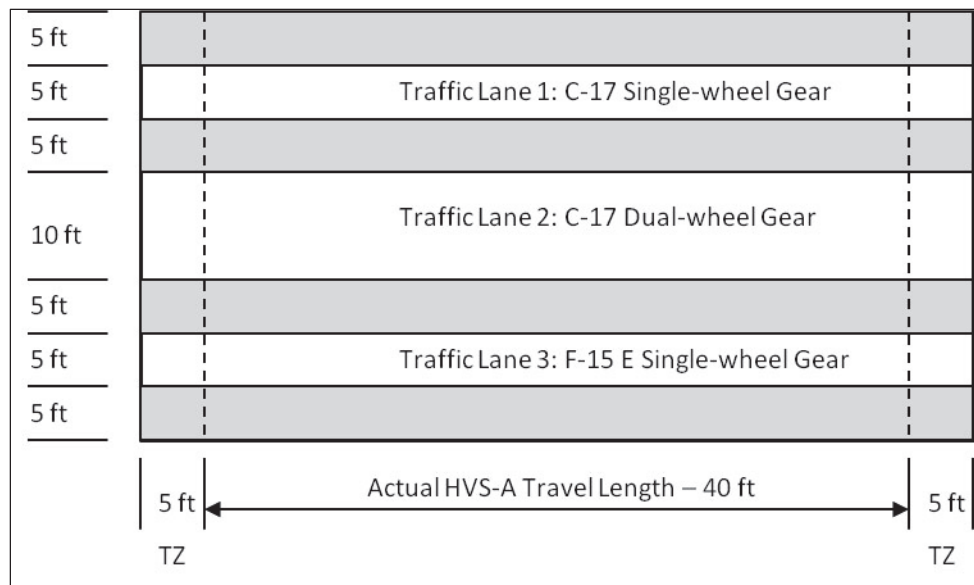 5 ft
5 ft
Traffic Lane 1: C-17 Single-wheel Gear
5 ft
10 ft
Traffic Lane 2: C-17 Dual-wheel Gear
5 ft
5 ft
Traffic Lane 3: F-15 E Single-wheel Gear
5 ft
5 ft
Actual HVS-A Travel Length – 40 ft
5 ft
TZ
TZ